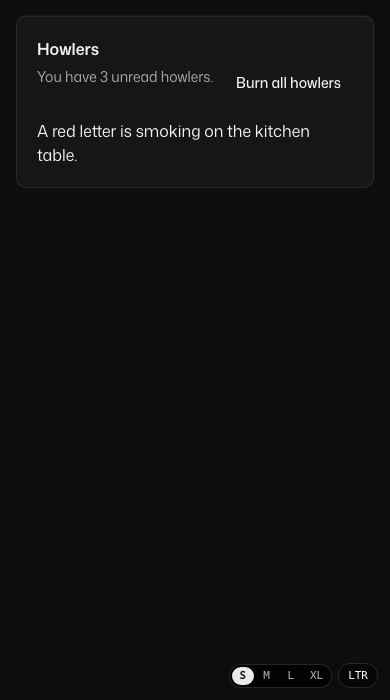 Howlers
You have 3 unread howlers.
Burn all howlers
A red letter is smoking on the kitchen
table.
S M L XL LTR